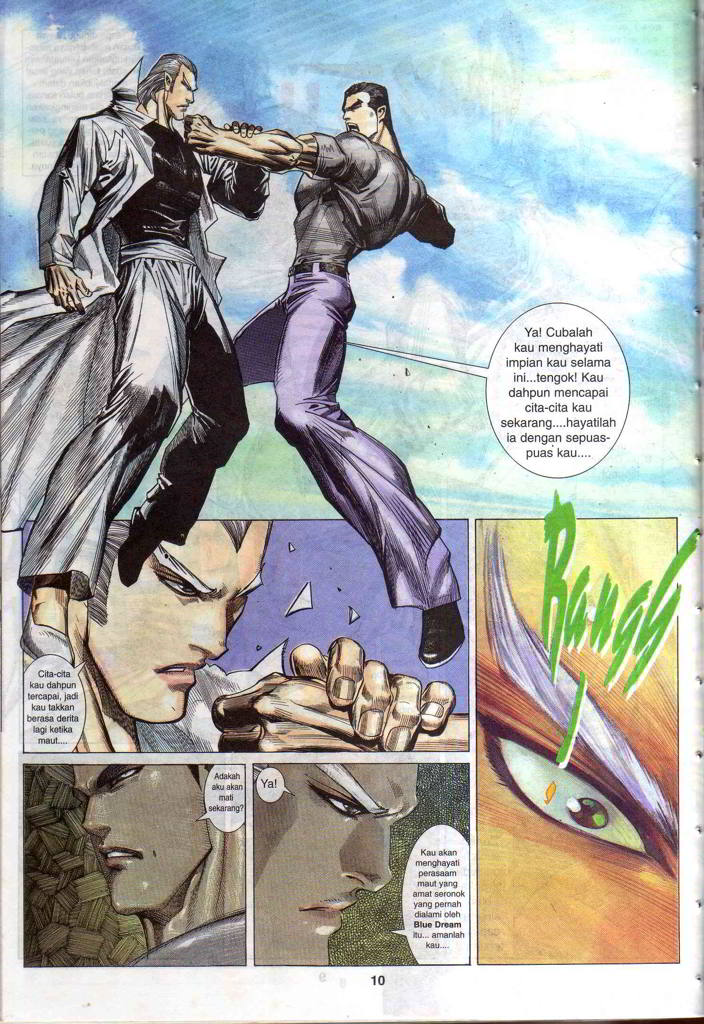 Ya! Cubalah
kau menghayati
impian kau selama
ini...tengok! Kau
dahpun mencapai
cita-cita kau
sekarang....hayatilah
ia dengan sepuas-
puas kau....
Cita-cita
kau dahpun
tercapai, jadi
kau takkan
berasa derita
lagi ketika
maut....
RangG
Adakah
aku akan
mati
sekarang?
Ya!
Kau akan
menghayati
perasaam
maut yang
amat seronok
yang pernah
dialami oleh
Blue Dream
itu... amanlah
kau....
10